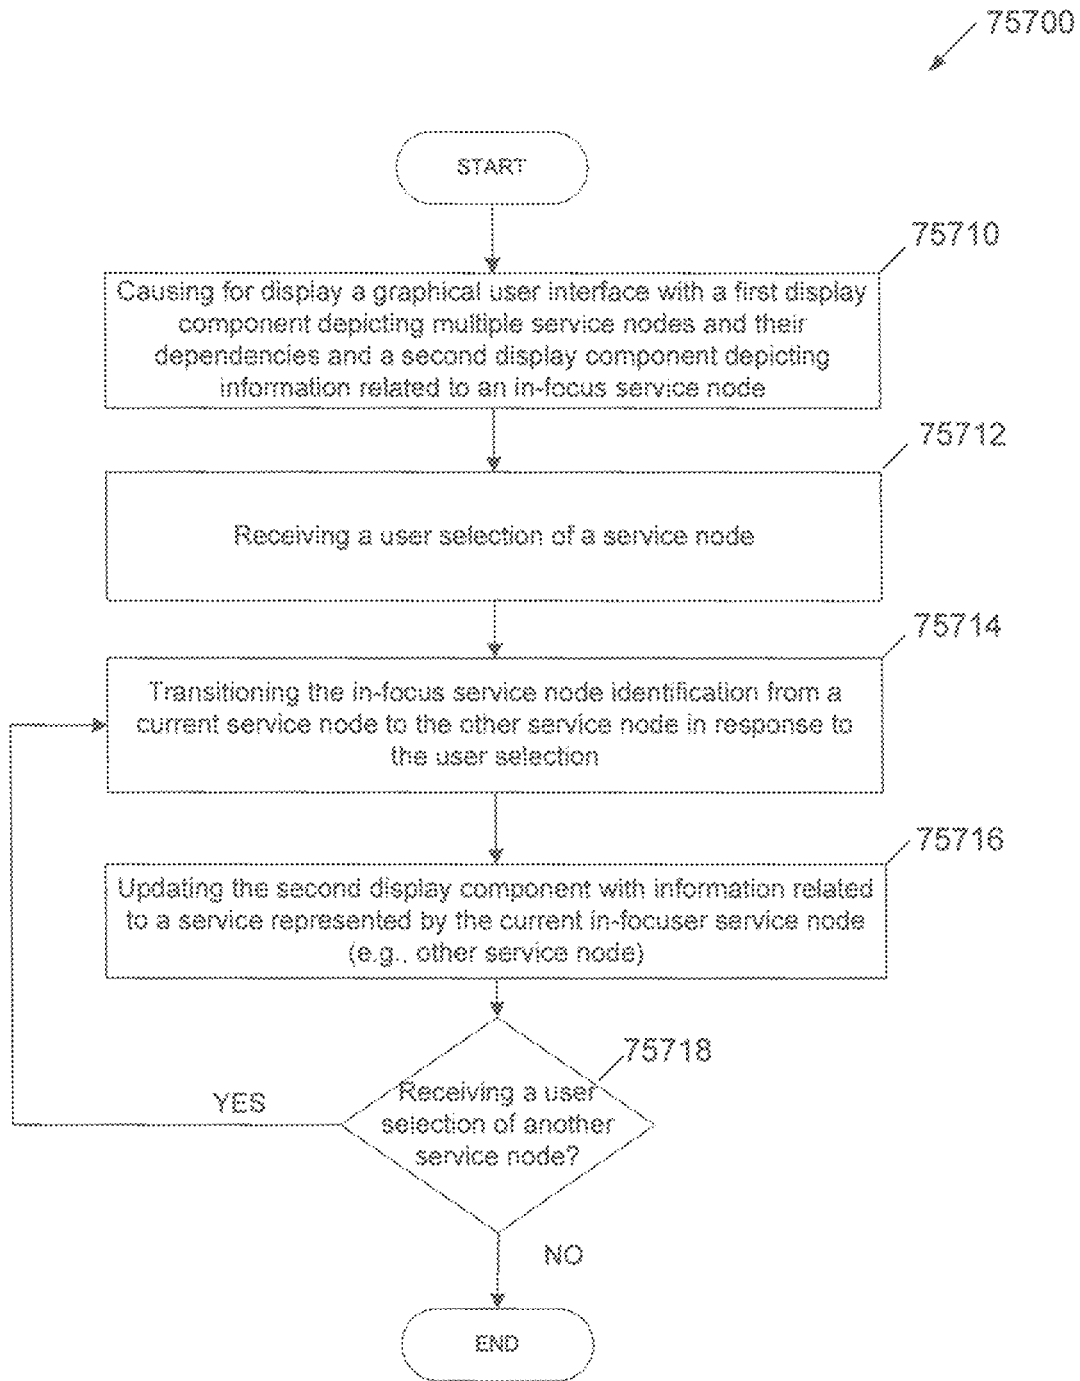 75700
START
75710
Causing for display a graphical user interface with a first display
component depicting multiple service nodes and their
dependencies and a second display component depicting
information related to an in-focus service node
75712
Receiving a user selection of a service node
75714
Transitioning the in-focus service node identification from a
current service node to the other service node in response to
the user selection
75716
Updating the second display component with information related
to a service represented by the current in-focuser service node
(e.g., other service node)
75718
Receiving a user
selection of another
service node?
YES
NO
END